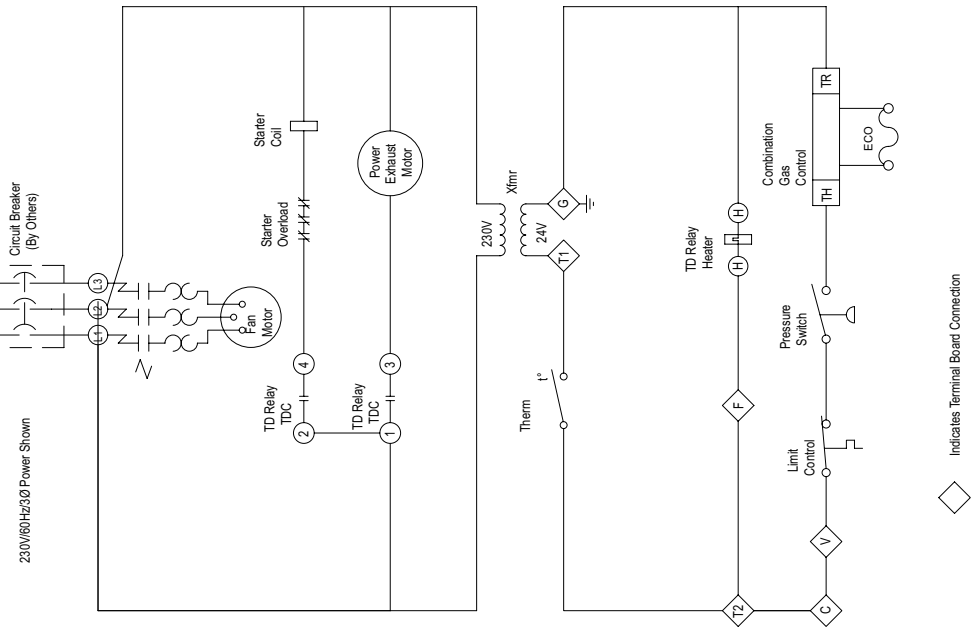 230V/60Hz/3Ø Power Shown
Circuit Breaker
(By Others)
L1
L2
L3
Fan
Motor
TD Relay
TDC
2
4
Starter
Overload
Starter
Coil
TD Relay
TDC
1
3
Power
Exhaust
Motor
230V
Xfmr
24V
T1
G
Therm
t°
TD Relay
Heater
T2
F
H
H
C
V
Limit
Control
Pressure
Switch
Combination
Gas
Control
TH
TR
ECO
Indicates Terminal Board Connection